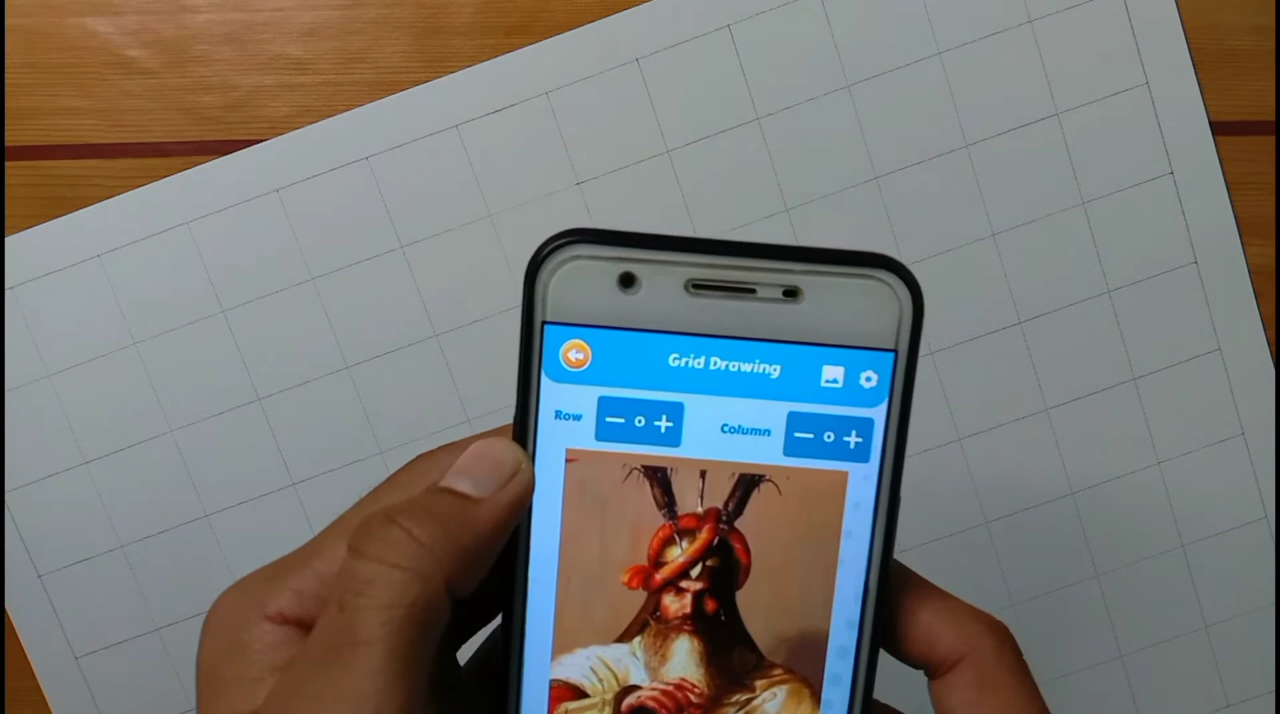 Grid Drawing
Row − 0 + Column − 0 +